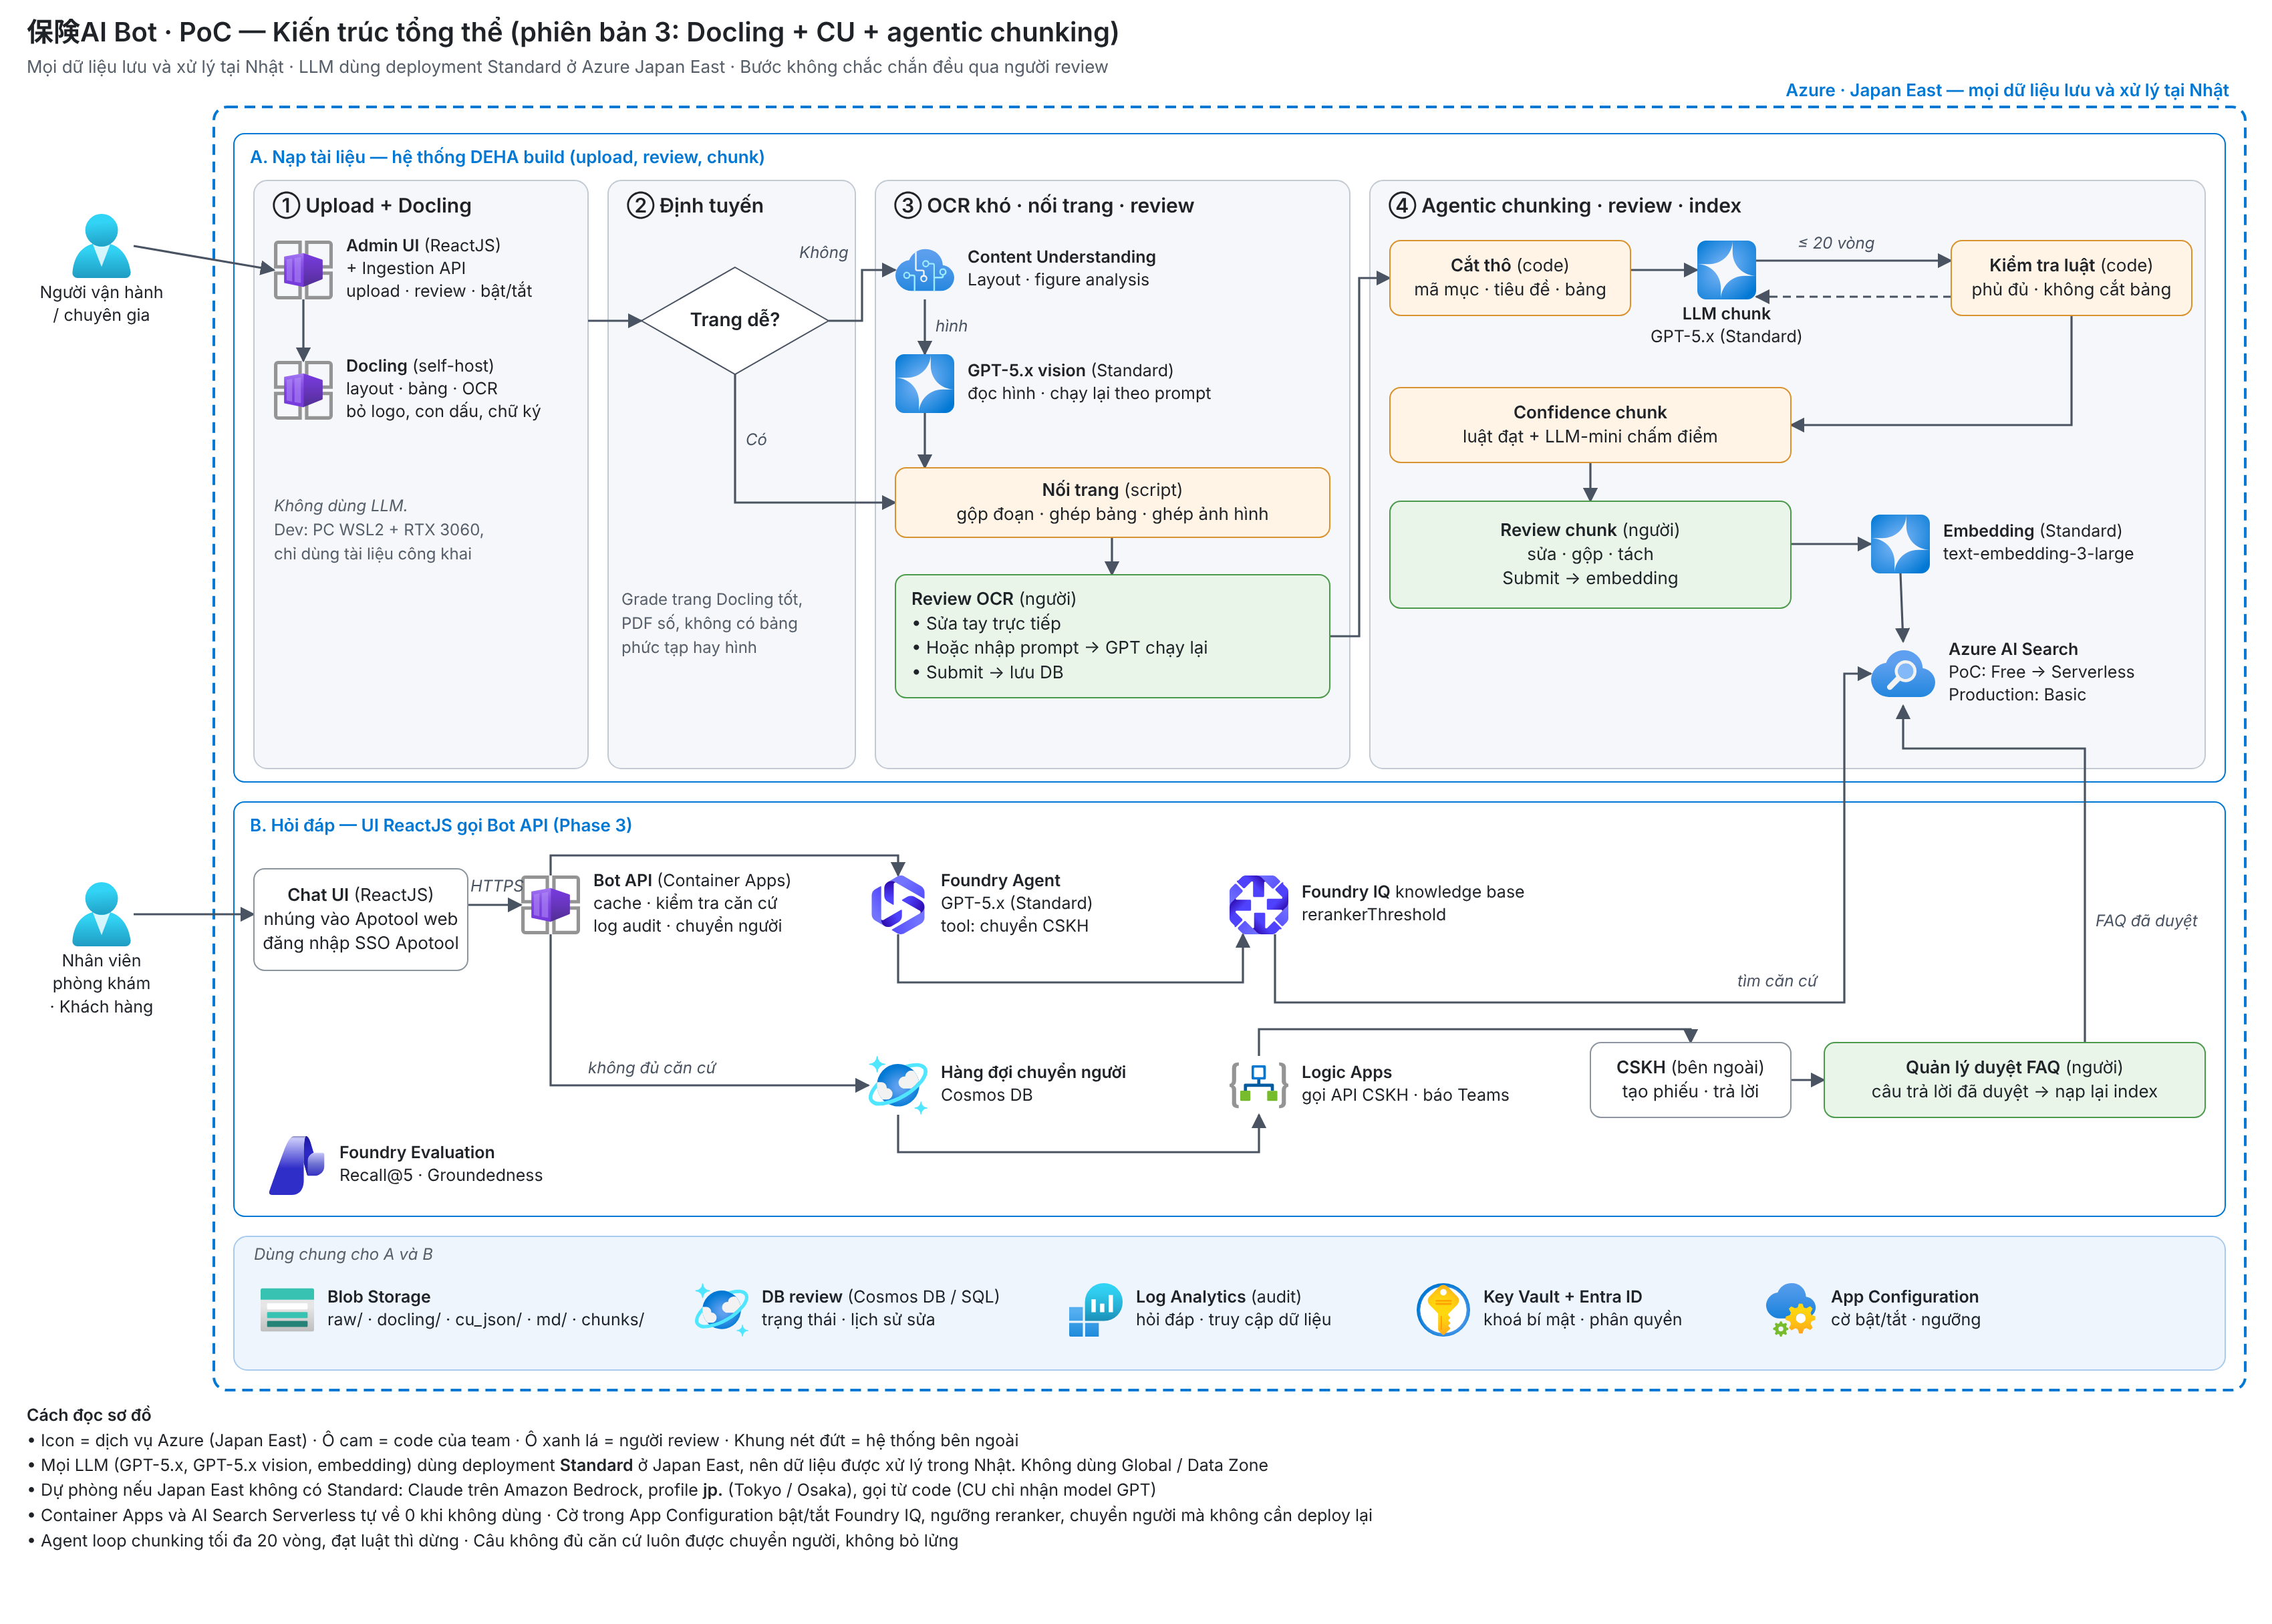 保険AI Bot · PoC — Kiến trúc tổng thể (phiên bản 3: Docling + CU + agentic chunking)
Mọi dữ liệu lưu và xử lý tại Nhật · LLM dùng deployment Standard ở Azure Japan East · Bước không chắc chắn đều qua người review
Azure · Japan East — mọi dữ liệu lưu và xử lý tại Nhật
A. Nạp tài liệu — hệ thống DEHA build (upload, review, chunk)
Người vận hành
/ chuyên gia
① Upload + Docling
Admin UI (ReactJS)
+ Ingestion API
upload · review · bật/tắt
Docling (self-host)
layout · bảng · OCR
bỏ logo, con dấu, chữ ký
Không dùng LLM.
Dev: PC WSL2 + RTX 3060,
chỉ dùng tài liệu công khai
② Định tuyến
Không
Trang dễ?
Có
Grade trang Docling tốt,
PDF số, không có bảng
phức tạp hay hình
③ OCR khó · nối trang · review
Content Understanding
Layout · figure analysis
hình
GPT-5.x vision (Standard)
đọc hình · chạy lại theo prompt
Nối trang (script)
gộp đoạn · ghép bảng · ghép ảnh hình
Review OCR (người)
• Sửa tay trực tiếp
• Hoặc nhập prompt → GPT chạy lại
• Submit → lưu DB
④ Agentic chunking · review · index
Cắt thô (code)
mã mục · tiêu đề · bảng
≤ 20 vòng
LLM chunk
GPT-5.x (Standard)
Kiểm tra luật (code)
phủ đủ · không cắt bảng
Confidence chunk
luật đạt + LLM-mini chấm điểm
Review chunk (người)
sửa · gộp · tách
Submit → embedding
Embedding (Standard)
text-embedding-3-large
Azure AI Search
PoC: Free → Serverless
Production: Basic
B. Hỏi đáp — UI ReactJS gọi Bot API (Phase 3)
Nhân viên
phòng khám
· Khách hàng
Chat UI (ReactJS)
nhúng vào Apotool web
đăng nhập SSO Apotool
HTTPS
Bot API (Container Apps)
cache · kiểm tra căn cứ
log audit · chuyển người
Foundry Agent
GPT-5.x (Standard)
tool: chuyển CSKH
Foundry IQ knowledge base
rerankerThreshold
tìm căn cứ
FAQ đã duyệt
không đủ căn cứ
Hàng đợi chuyển người
Cosmos DB
Logic Apps
gọi API CSKH · báo Teams
CSKH (bên ngoài)
tạo phiếu · trả lời
Quản lý duyệt FAQ (người)
câu trả lời đã duyệt → nạp lại index
Foundry Evaluation
Recall@5 · Groundedness
Dùng chung cho A và B
Blob Storage
raw/ · docling/ · cu_json/ · md/ · chunks/
DB review (Cosmos DB / SQL)
trạng thái · lịch sử sửa
Log Analytics (audit)
hỏi đáp · truy cập dữ liệu
Key Vault + Entra ID
khoá bí mật · phân quyền
App Configuration
cờ bật/tắt · ngưỡng
Cách đọc sơ đồ
• Icon = dịch vụ Azure (Japan East) · Ô cam = code của team · Ô xanh lá = người review · Khung nét đứt = hệ thống bên ngoài
• Mọi LLM (GPT-5.x, GPT-5.x vision, embedding) dùng deployment Standard ở Japan East, nên dữ liệu được xử lý trong Nhật. Không dùng Global / Data Zone
• Dự phòng nếu Japan East không có Standard: Claude trên Amazon Bedrock, profile jp. (Tokyo / Osaka), gọi từ code (CU chỉ nhận model GPT)
• Container Apps và AI Search Serverless tự về 0 khi không dùng · Cờ trong App Configuration bật/tắt Foundry IQ, ngưỡng reranker, chuyển người mà không cần deploy lại
• Agent loop chunking tối đa 20 vòng, đạt luật thì dừng · Câu không đủ căn cứ luôn được chuyển người, không bỏ lửng